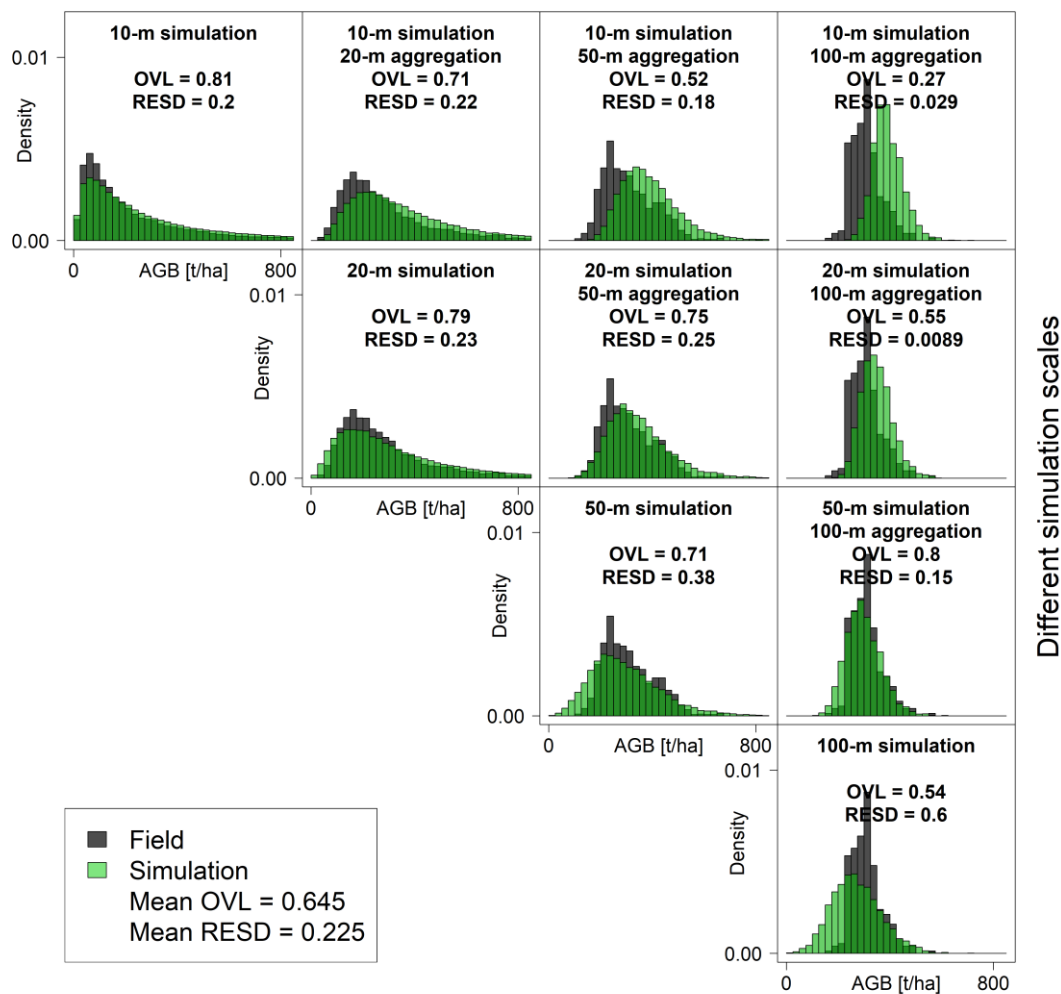 10-m simulation
OVL = 0.81
RESD = 0.2
10-m simulation
20-m aggregation
OVL = 0.71
RESD = 0.22
10-m simulation
50-m aggregation
OVL = 0.52
RESD = 0.18
10-m simulation
100-m aggregation
OVL = 0.27
RESD = 0.029
0.01
Density
0.00
0
AGB [t/ha]
800
20-m simulation
OVL = 0.79
RESD = 0.23
20-m simulation
50-m aggregation
OVL = 0.75
RESD = 0.25
20-m simulation
100-m aggregation
OVL = 0.55
RESD = 0.0089
0.01
Density
0.00
0
AGB [t/ha]
800
50-m simulation
OVL = 0.71
RESD = 0.38
50-m simulation
100-m aggregation
OVL = 0.8
RESD = 0.15
0.01
Density
0.00
0
AGB [t/ha]
800
100-m simulation
OVL = 0.54
RESD = 0.6
0.01
Density
0.00
0
AGB [t/ha]
800
Different simulation scales
Field
Simulation
Mean OVL = 0.645
Mean RESD = 0.225